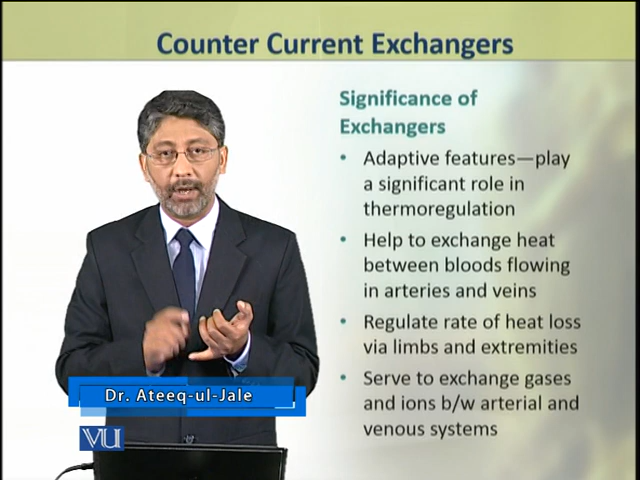 Counter Current Exchangers
Significance of
Exchangers
• Adaptive features—play
a significant role in
thermoregulation
• Help to exchange heat
between bloods flowing
in arteries and veins
• Regulate rate of heat loss
via limbs and extremities
• Serve to exchange gases
and ions b/w arterial and
venous systems
Dr. Ateeq-ul-Jale
VU